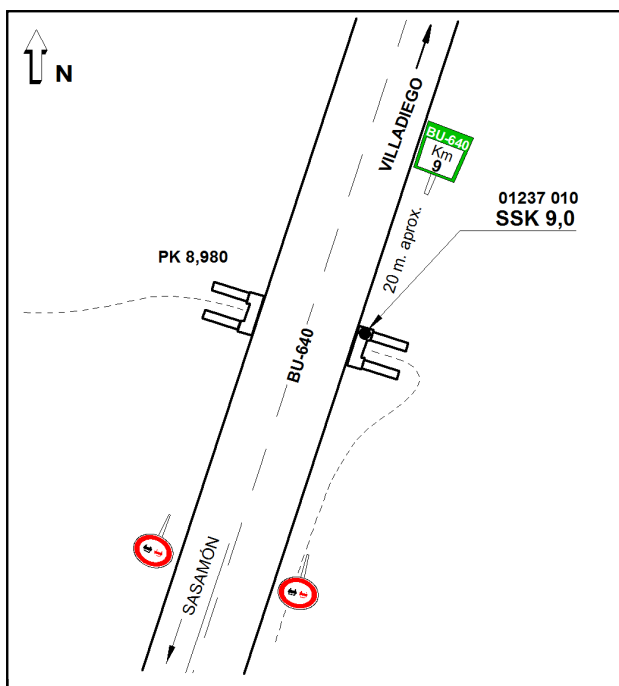 N
VILLADIEGO
BU-640
Km
9
01237 010
SSK 9,0
20 m. aprox.
PK 8,980
BU-640
SASAMÓN